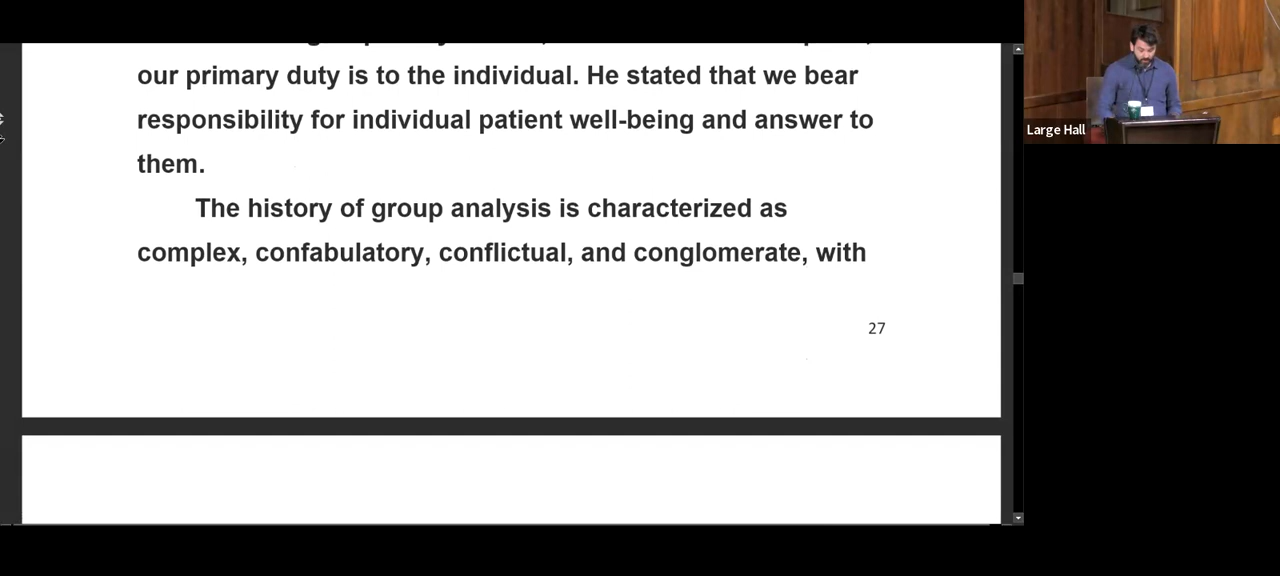 our primary duty is to the individual. He stated that we bear
responsibility for individual patient well-being and answer to
them.
The history of group analysis is characterized as
complex, confabulatory, conflictual, and conglomerate, with
27
Large Hall